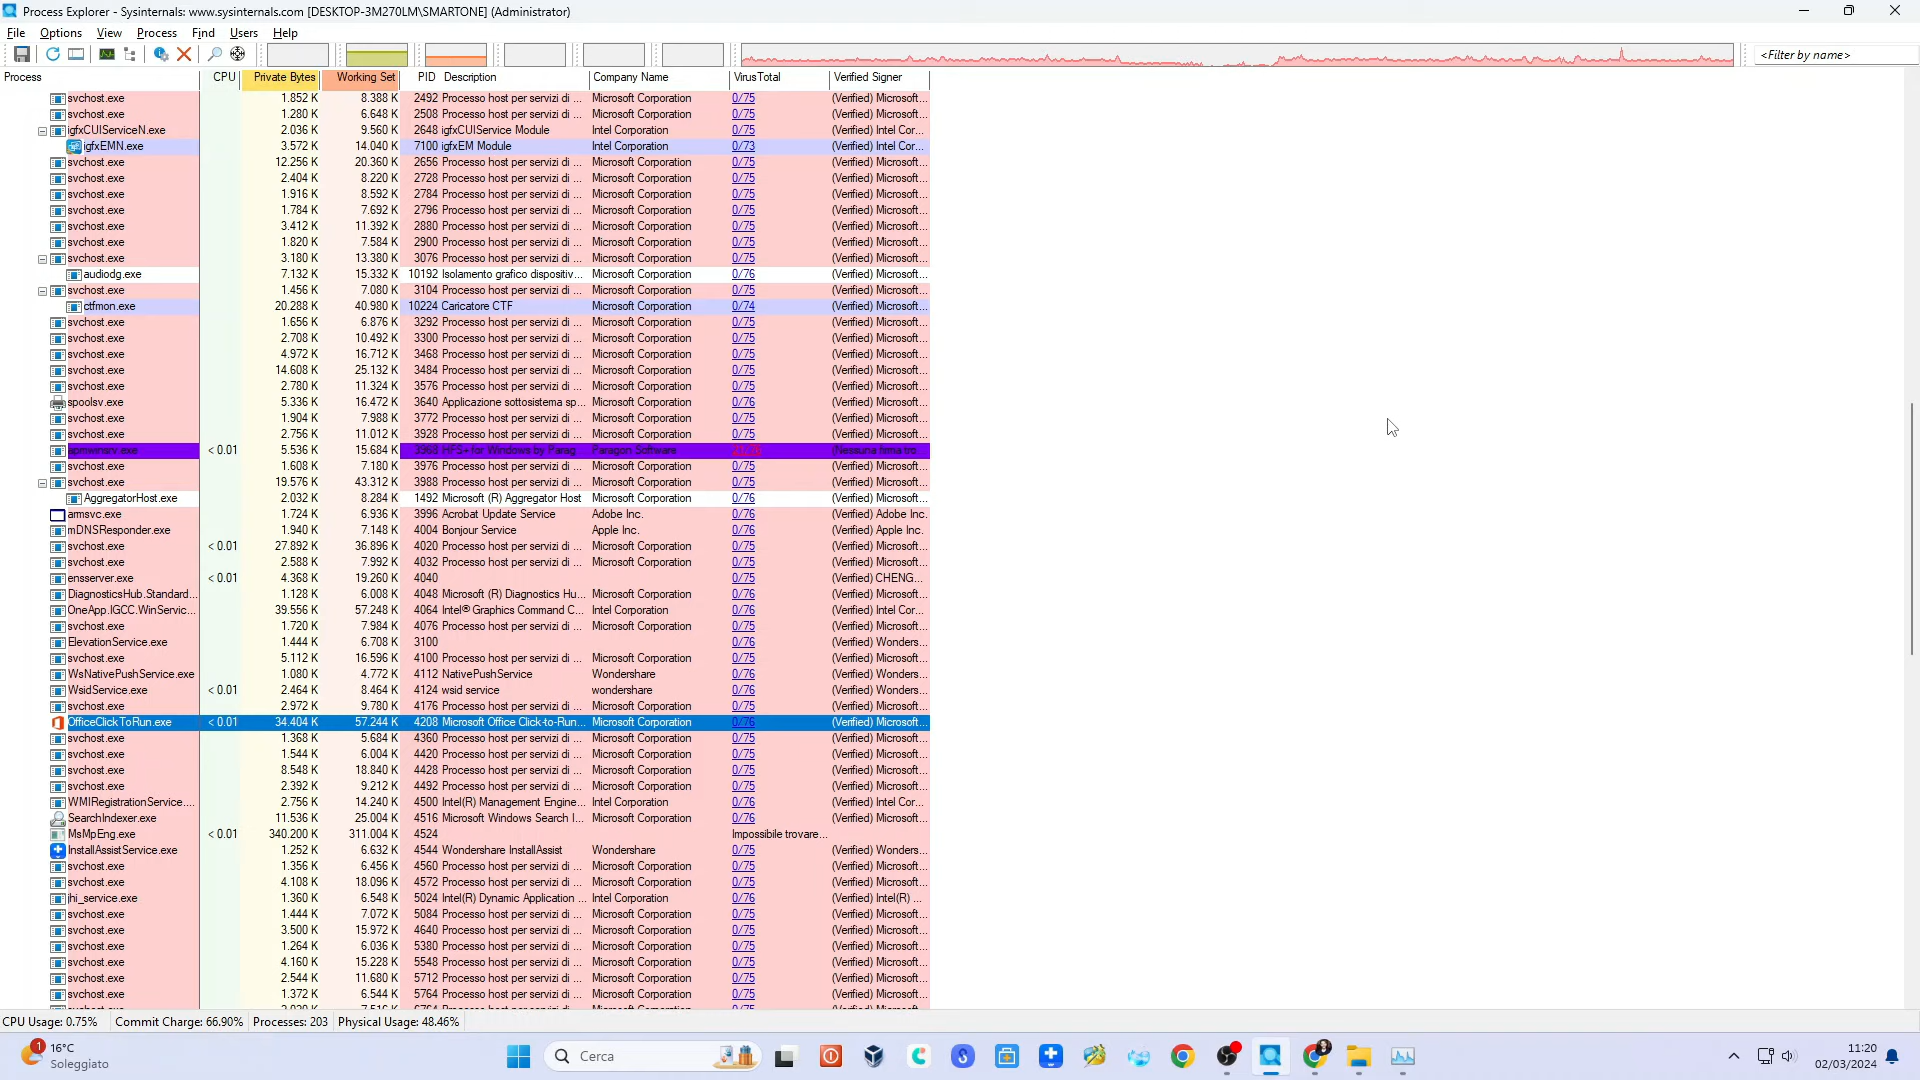 Process Explorer - Sysinternals: www.sysinternals.com [DESKTOP-3M270LM\SMARTONE] (Administrator)
File Options View Process Find Users Help
<Filter by name>
Process CPU Private Bytes Working Set PID Description Company Name VirusTotal Verified Signer
svchost.exe 1.852 K 8.388 K 2492 Processo host per servizi di ... Microsoft Corporation 0/75 (Verified) Microsoft...
svchost.exe 1.280 K 6.648 K 2508 Processo host per servizi di ... Microsoft Corporation 0/75 (Verified) Microsoft...
igfxCUIServiceN.exe 2.036 K 9.560 K 2648 igfxCUIService Module Intel Corporation 0/75 (Verified) Intel Cor...
igfxEMN.exe 3.572 K 14.040 K 7100 igfxEM Module Intel Corporation 0/73 (Verified) Intel Cor...
svchost.exe 12.256 K 20.360 K 2656 Processo host per servizi di ... Microsoft Corporation 0/75 (Verified) Microsoft...
svchost.exe 2.404 K 8.220 K 2728 Processo host per servizi di ... Microsoft Corporation 0/75 (Verified) Microsoft...
svchost.exe 1.916 K 8.592 K 2784 Processo host per servizi di ... Microsoft Corporation 0/75 (Verified) Microsoft...
svchost.exe 1.784 K 7.692 K 2796 Processo host per servizi di ... Microsoft Corporation 0/75 (Verified) Microsoft...
svchost.exe 3.412 K 11.392 K 2880 Processo host per servizi di ... Microsoft Corporation 0/75 (Verified) Microsoft...
svchost.exe 1.820 K 7.584 K 2900 Processo host per servizi di ... Microsoft Corporation 0/75 (Verified) Microsoft...
svchost.exe 3.180 K 13.380 K 3076 Processo host per servizi di ... Microsoft Corporation 0/75 (Verified) Microsoft...
audiodg.exe 7.132 K 15.332 K 10192 Isolamento grafico dispositiv... Microsoft Corporation 0/76 (Verified) Microsoft...
svchost.exe 1.456 K 7.080 K 3104 Processo host per servizi di ... Microsoft Corporation 0/75 (Verified) Microsoft...
ctfmon.exe 20.288 K 40.980 K 10224 Caricatore CTF Microsoft Corporation 0/74 (Verified) Microsoft...
svchost.exe 1.656 K 6.876 K 3292 Processo host per servizi di ... Microsoft Corporation 0/75 (Verified) Microsoft...
svchost.exe 2.708 K 10.492 K 3300 Processo host per servizi di ... Microsoft Corporation 0/75 (Verified) Microsoft...
svchost.exe 4.972 K 16.712 K 3468 Processo host per servizi di ... Microsoft Corporation 0/75 (Verified) Microsoft...
svchost.exe 14.608 K 25.132 K 3484 Processo host per servizi di ... Microsoft Corporation 0/75 (Verified) Microsoft...
svchost.exe 2.780 K 11.324 K 3576 Processo host per servizi di ... Microsoft Corporation 0/75 (Verified) Microsoft...
spoolsv.exe 5.336 K 16.472 K 3640 Applicazione sottosistema sp... Microsoft Corporation 0/76 (Verified) Microsoft...
svchost.exe 1.904 K 7.988 K 3772 Processo host per servizi di ... Microsoft Corporation 0/75 (Verified) Microsoft...
svchost.exe 2.756 K 11.012 K 3928 Processo host per servizi di ... Microsoft Corporation 0/75 (Verified) Microsoft...
apmwinsrv.exe < 0.01 5.536 K 15.684 K 3968 HFS+ for Windows by Parag... Paragon Software (Nessuna firma tro...
svchost.exe 1.608 K 7.180 K 3976 Processo host per servizi di ... Microsoft Corporation 0/75 (Verified) Microsoft...
svchost.exe 19.576 K 43.312 K 3988 Processo host per servizi di ... Microsoft Corporation 0/75 (Verified) Microsoft...
AggregatorHost.exe 2.032 K 8.284 K 1492 Microsoft (R) Aggregator Host Microsoft Corporation 0/76 (Verified) Microsoft...
armsvc.exe 1.724 K 6.936 K 3996 Acrobat Update Service Adobe Inc. 0/76 (Verified) Adobe Inc.
mDNSResponder.exe 1.940 K 7.148 K 4004 Bonjour Service Apple Inc. 0/76 (Verified) Apple Inc.
svchost.exe < 0.01 27.892 K 36.896 K 4020 Processo host per servizi di ... Microsoft Corporation 0/75 (Verified) Microsoft...
svchost.exe 2.588 K 7.992 K 4032 Processo host per servizi di ... Microsoft Corporation 0/75 (Verified) Microsoft...
ensserver.exe < 0.01 4.368 K 19.260 K 4040 0/75 (Verified) CHENG...
DiagnosticsHub.Standard... 1.128 K 6.008 K 4048 Microsoft (R) Diagnostics Hu... Microsoft Corporation 0/76 (Verified) Microsoft...
OneApp.IGCC.WinServic... 39.556 K 57.248 K 4064 Intel® Graphics Command C... Intel Corporation 0/76 (Verified) Intel Cor...
svchost.exe 1.720 K 7.984 K 4076 Processo host per servizi di ... Microsoft Corporation 0/75 (Verified) Microsoft...
ElevationService.exe 1.444 K 6.708 K 3100 0/76 (Verified) Wonders...
svchost.exe 5.112 K 16.596 K 4100 Processo host per servizi di ... Microsoft Corporation 0/75 (Verified) Microsoft...
WsNativePushService.exe 1.080 K 4.772 K 4112 NativePushService Wondershare 0/76 (Verified) Wonders...
WsidService.exe < 0.01 2.464 K 8.464 K 4124 wsid service wondershare 0/76 (Verified) Wonders...
svchost.exe 2.972 K 9.780 K 4176 Processo host per servizi di ... Microsoft Corporation 0/75 (Verified) Microsoft...
OfficeClickToRun.exe < 0.01 34.404 K 57.244 K 4208 Microsoft Office Click-to-Run... Microsoft Corporation 0/76 (Verified) Microsoft...
svchost.exe 1.368 K 5.684 K 4360 Processo host per servizi di ... Microsoft Corporation 0/75 (Verified) Microsoft...
svchost.exe 1.544 K 6.004 K 4420 Processo host per servizi di ... Microsoft Corporation 0/75 (Verified) Microsoft...
svchost.exe 8.548 K 18.840 K 4428 Processo host per servizi di ... Microsoft Corporation 0/75 (Verified) Microsoft...
svchost.exe 2.392 K 9.212 K 4492 Processo host per servizi di ... Microsoft Corporation 0/75 (Verified) Microsoft...
WMIRegistrationService.... 2.756 K 14.240 K 4500 Intel(R) Management Engine... Intel Corporation 0/76 (Verified) Intel Cor...
SearchIndexer.exe 11.536 K 25.004 K 4516 Microsoft Windows Search I... Microsoft Corporation 0/76 (Verified) Microsoft...
MsMpEng.exe < 0.01 340.200 K 311.004 K 4524 Impossibile trovare...
InstallAssistService.exe 1.252 K 6.632 K 4544 Wondershare InstallAssist Wondershare 0/75 (Verified) Wonders...
svchost.exe 1.356 K 6.456 K 4560 Processo host per servizi di ... Microsoft Corporation 0/75 (Verified) Microsoft...
svchost.exe 4.108 K 18.096 K 4572 Processo host per servizi di ... Microsoft Corporation 0/75 (Verified) Microsoft...
jhi_service.exe 1.360 K 6.548 K 5024 Intel(R) Dynamic Application ... Intel Corporation 0/76 (Verified) Intel(R) ...
svchost.exe 1.444 K 7.072 K 5084 Processo host per servizi di ... Microsoft Corporation 0/75 (Verified) Microsoft...
svchost.exe 3.500 K 15.972 K 4640 Processo host per servizi di ... Microsoft Corporation 0/75 (Verified) Microsoft...
svchost.exe 1.264 K 6.036 K 5380 Processo host per servizi di ... Microsoft Corporation 0/75 (Verified) Microsoft...
svchost.exe 4.160 K 15.228 K 5548 Processo host per servizi di ... Microsoft Corporation 0/75 (Verified) Microsoft...
svchost.exe 2.544 K 11.680 K 5712 Processo host per servizi di ... Microsoft Corporation 0/75 (Verified) Microsoft...
svchost.exe 1.372 K 6.544 K 5764 Processo host per servizi di ... Microsoft Corporation 0/75 (Verified) Microsoft...
CPU Usage: 0.75% Commit Charge: 66.90% Processes: 203 Physical Usage: 48.46%
1
16°C
Soleggiato
Cerca
11:20
02/03/2024